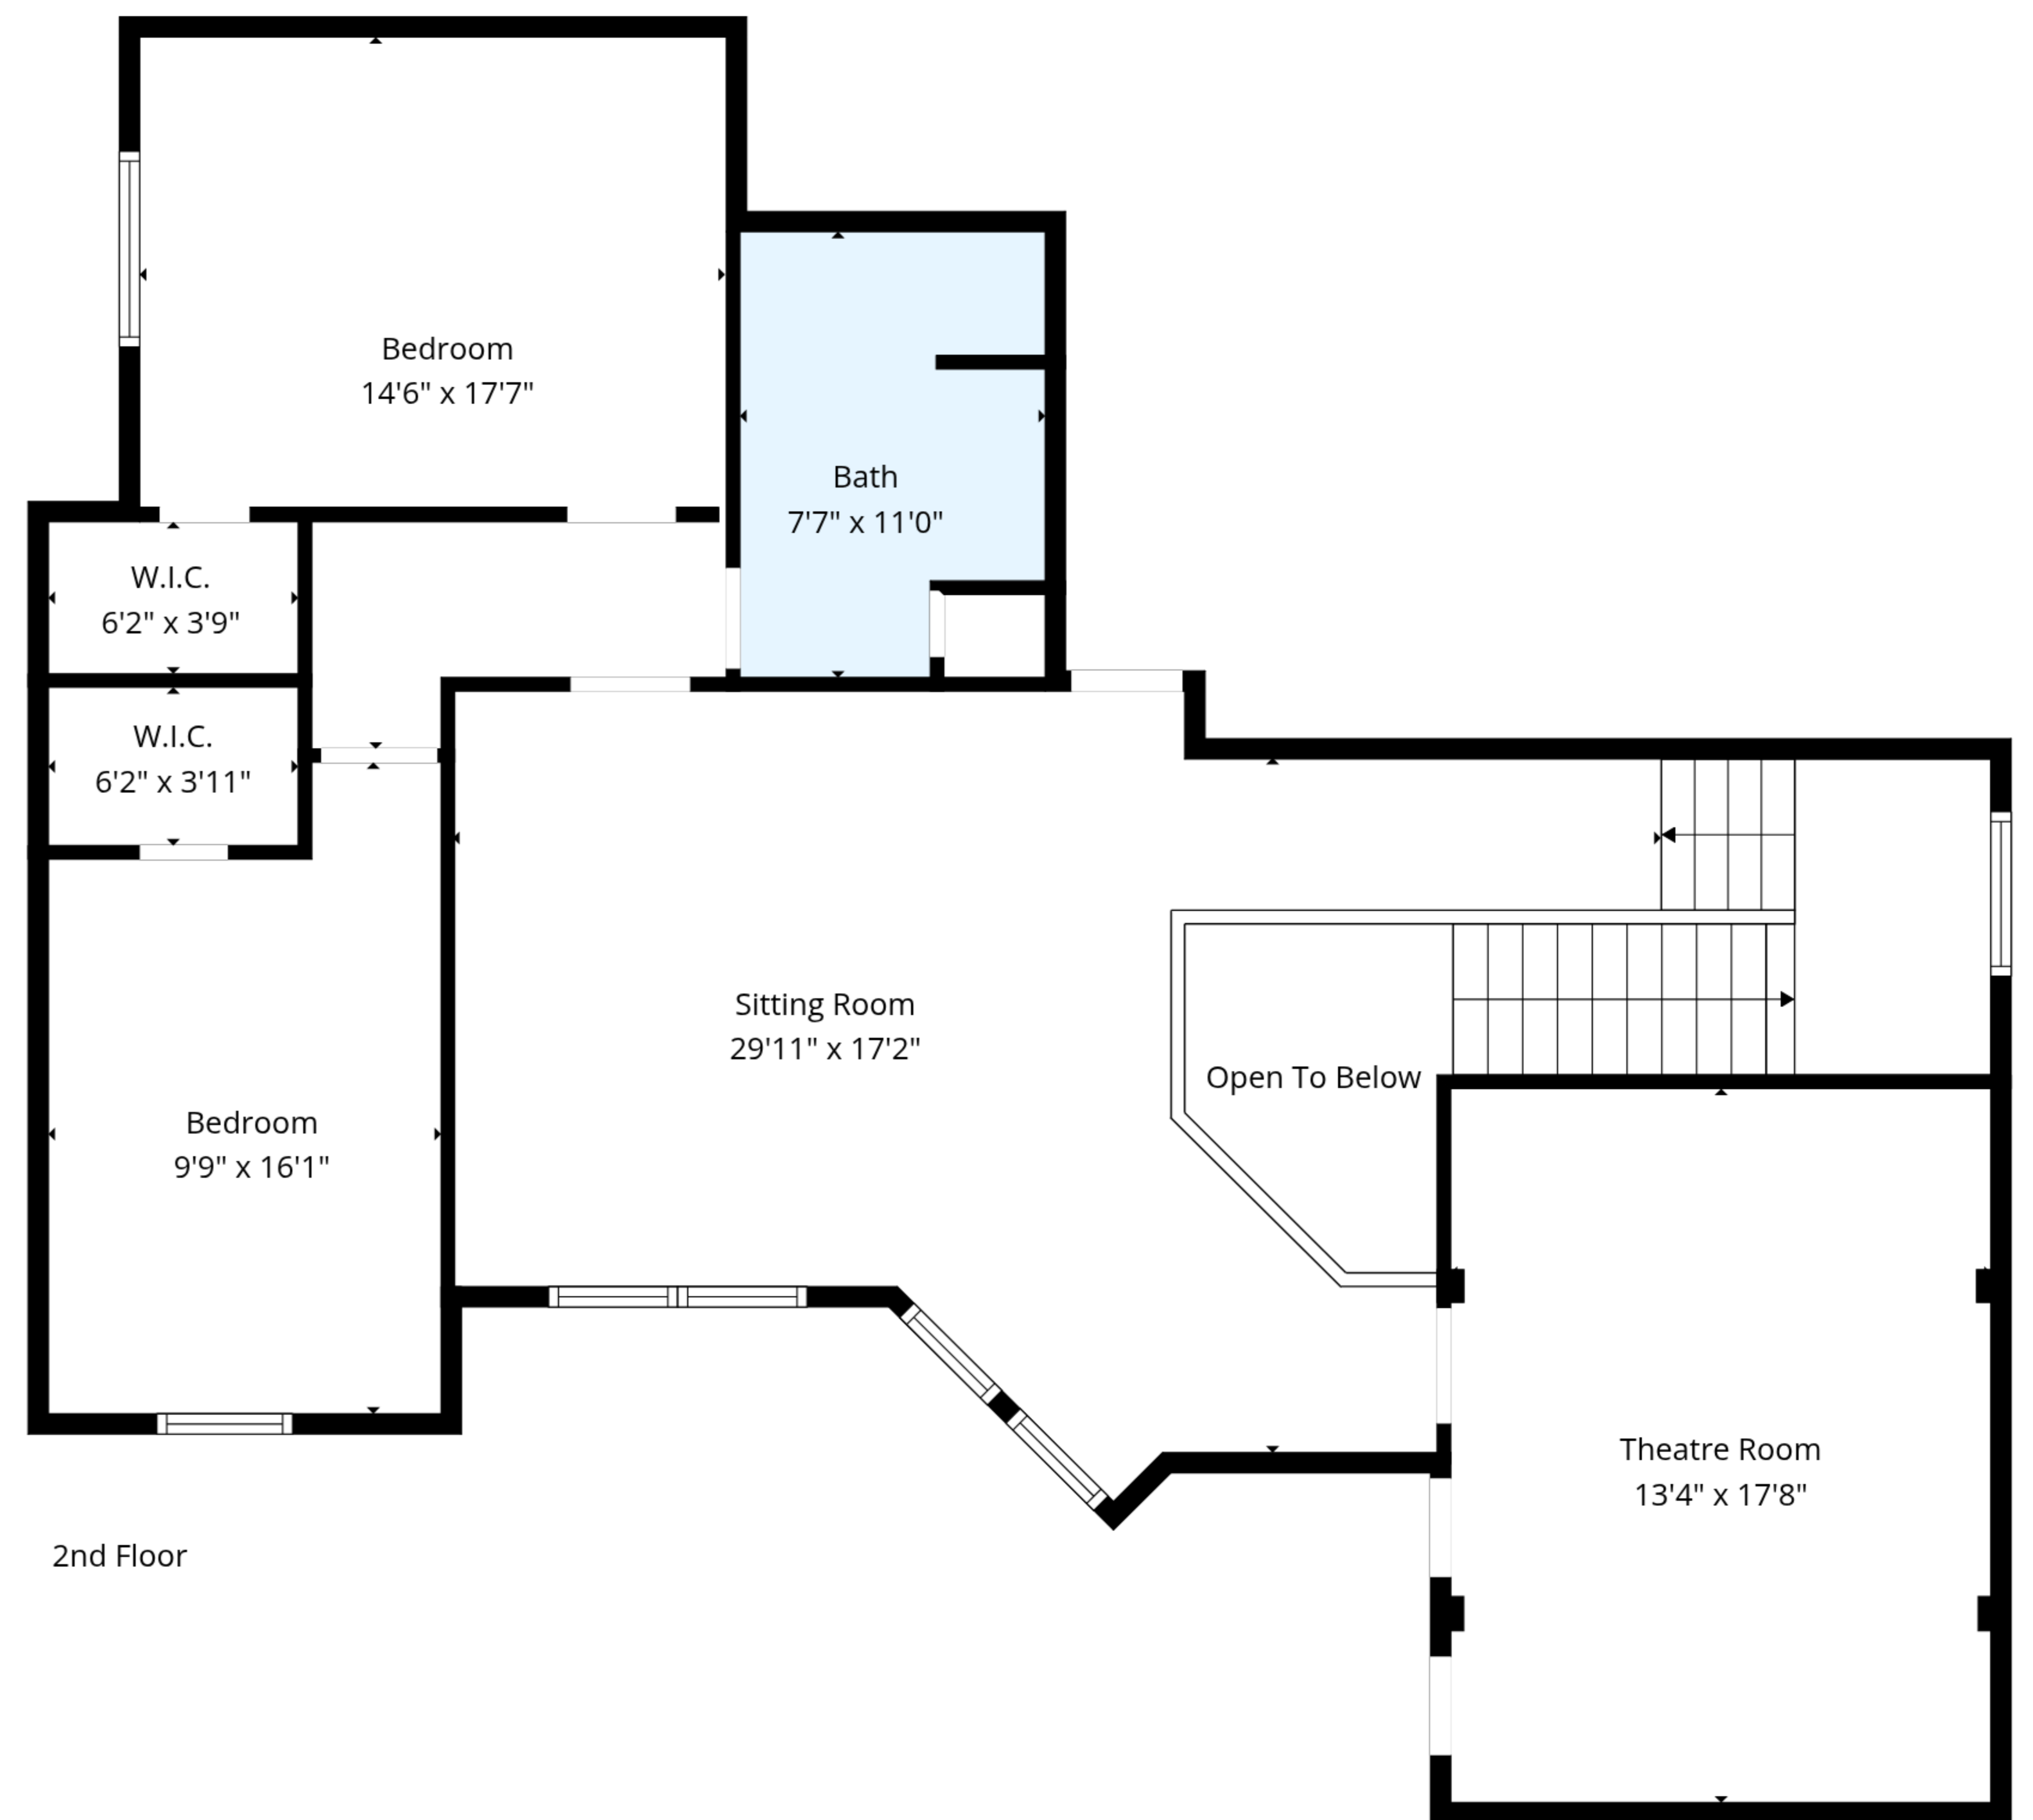 Bedroom
14'6" x 17'7"
Bath
7'7" x 11'0"
W.I.C.
6'2" x 3'9"
W.I.C.
6'2" x 3'11"
Sitting Room
29'11" x 17'2"
Open To Below
Bedroom
9'9" x 16'1"
Theatre Room
13'4" x 17'8"
2nd Floor